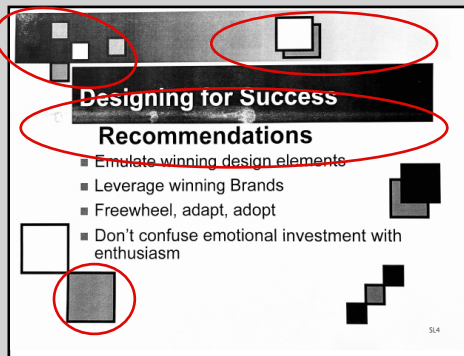 Designing for Success
Recommendations
Emulate winning design elements
Leverage winning Brands
Freewheel, adapt, adopt
Don't confuse emotional investment with
enthusiasm
SL4